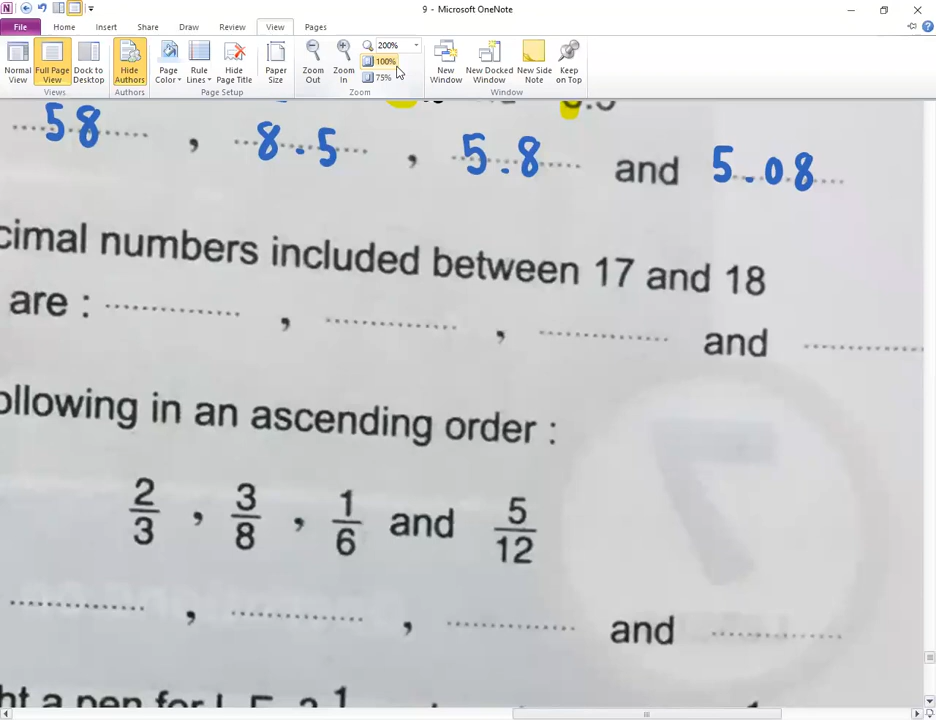 9 - Microsoft OneNote
File Home Insert Share Draw Review View Pages
Normal View Full Page View Dock to Desktop Hide Authors Page Color Rule Lines Hide Page Title Paper Size Zoom Out Zoom In 200% 100% 75% New Window New Docked Window New Side Note Keep on Top
Views Authors Page Setup Zoom Window
58 , 8.5 , 5.8 and 5.08
cimal numbers included between 17 and 18
are : , , and
ollowing in an ascending order :
2/3 , 3/8 , 1/6 and 5/12
, , and
ht a pen for